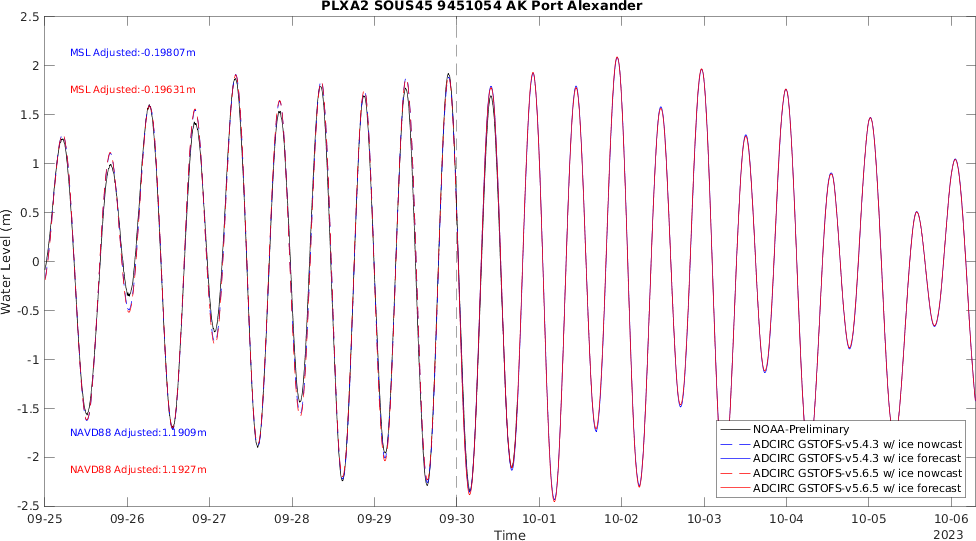 PLXA2 SOUS45 9451054 AK Port Alexander
2.5
2
1.5
1
0.5
0
-0.5
-1
-1.5
-2
-2.5
Water Level (m)
MSL Adjusted:-0.19807m
MSL Adjusted:-0.19631m
NAVD88 Adjusted:1.1909m
NAVD88 Adjusted:1.1927m
NOAA-Preliminary
ADCIRC GSTOFS-v5.4.3 w/ ice nowcast
ADCIRC GSTOFS-v5.4.3 w/ ice forecast
ADCIRC GSTOFS-v5.6.5 w/ ice nowcast
ADCIRC GSTOFS-v5.6.5 w/ ice forecast
09-25 09-26 09-27 09-28 09-29 09-30 10-01 10-02 10-03 10-04 10-05 10-06
2023
Time